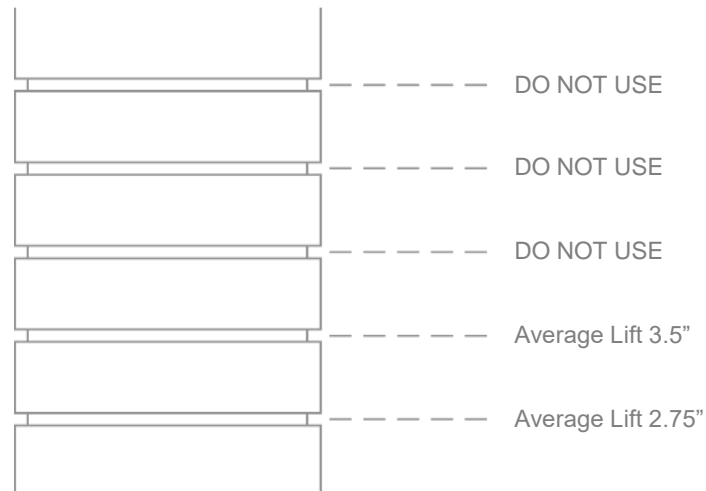 DO NOT USE
DO NOT USE
DO NOT USE
Average Lift 3.5”
Average Lift 2.75”